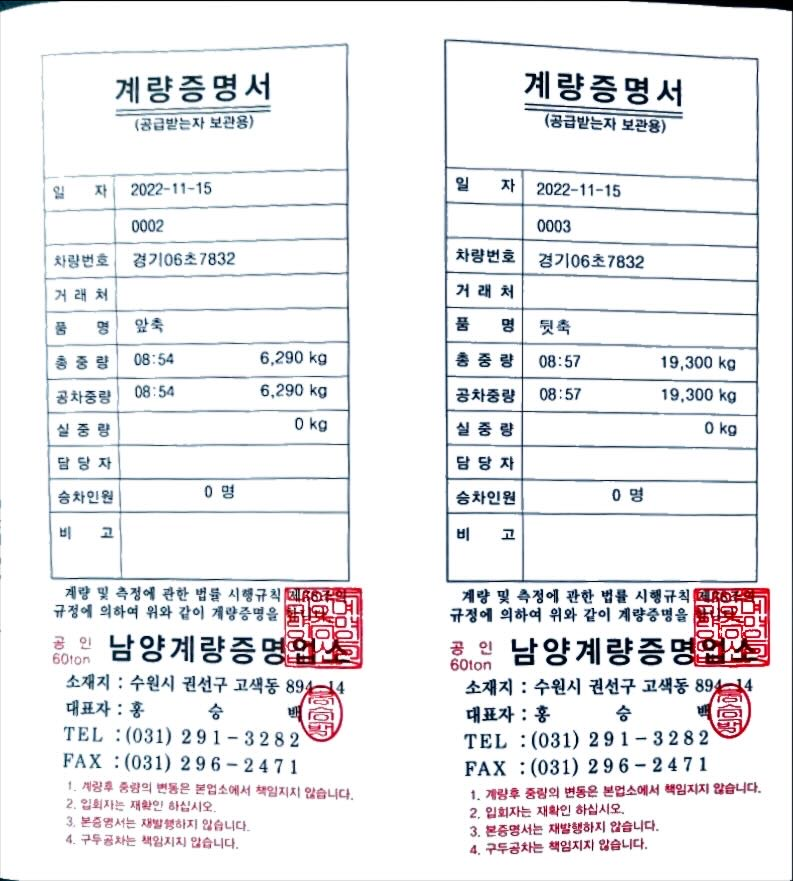 계량증명서
(공급받는자 보관용)
일 자 2022-11-15
0002
차량번호 경기06초7832
거 래 처
품 명 앞축
총 중 량 08:54 6,290 kg
공차중량 08:54 6,290 kg
실 중 량 0 kg
담 당 자
승차인원 0 명
비 고
계량 및 측정에 관한 법률 시행규칙
규정에 의하여 위와 같이 계량증명을 합니다.
공 인
60ton
남양계량증명업소
소재지 : 수원시 권선구 고색동 894-14
대표자 : 홍 승 백
TEL : (031) 291-3282
FAX : (031) 296-2471
1. 계량후 중량의 변동은 본업소에서 책임지지 않습니다.
2. 입회자는 재확인 하십시오.
3. 본증명서는 재발행하지 않습니다.
4. 구두공차는 책임지지 않습니다.
계량증명서
(공급받는자 보관용)
일 자 2022-11-15
0003
차량번호 경기06초7832
거 래 처
품 명 뒷축
총 중 량 08:57 19,300 kg
공차중량 08:57 19,300 kg
실 중 량 0 kg
담 당 자
승차인원 0 명
비 고
계량 및 측정에 관한 법률 시행규칙
규정에 의하여 위와 같이 계량증명을 합니다.
공 인
60ton
남양계량증명업소
소재지 : 수원시 권선구 고색동 894-14
대표자 : 홍 승 백
TEL : (031) 291-3282
FAX : (031) 296-2471
1. 계량후 중량의 변동은 본업소에서 책임지지 않습니다.
2. 입회자는 재확인 하십시오.
3. 본증명서는 재발행하지 않습니다.
4. 구두공차는 책임지지 않습니다.